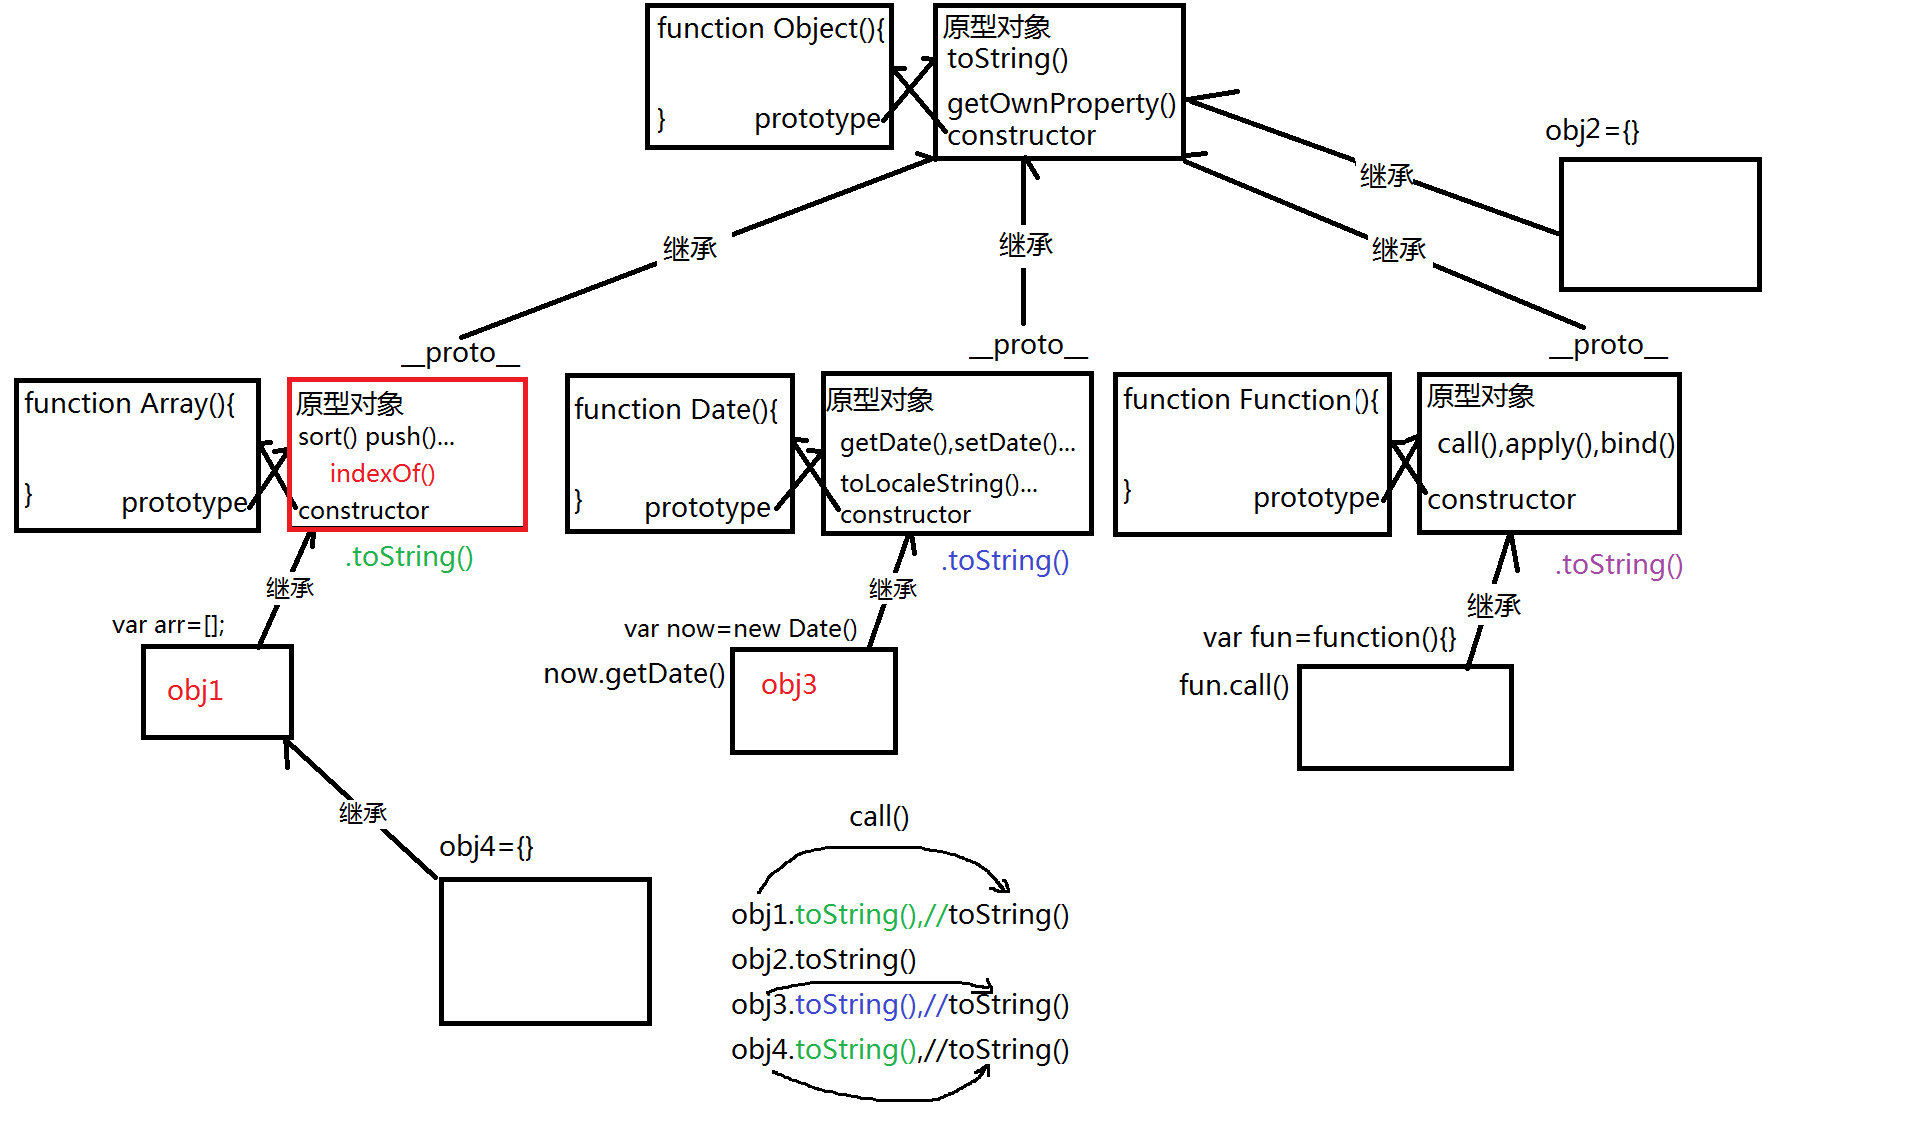 function Object(){
}
prototype
原型对象
toString()
getOwnProperty()
constructor
obj2={}
继承
继承
继承
继承
__proto__
__proto__
__proto__
function Array(){
}
prototype
原型对象
sort() push()...
indexOf()
constructor
.toString()
function Date(){
}
prototype
原型对象
getDate(),setDate()...
toLocaleString()...
constructor
.toString()
function Function(){
}
prototype
原型对象
call(),apply(),bind()
constructor
.toString()
继承
var arr=[];
obj1
继承
var now=new Date()
now.getDate()
obj3
继承
var fun=function(){}
fun.call()
继承
obj4={}
call()
obj1.toString(),//toString()
obj2.toString()
obj3.toString(),//toString()
obj4.toString(),//toString()